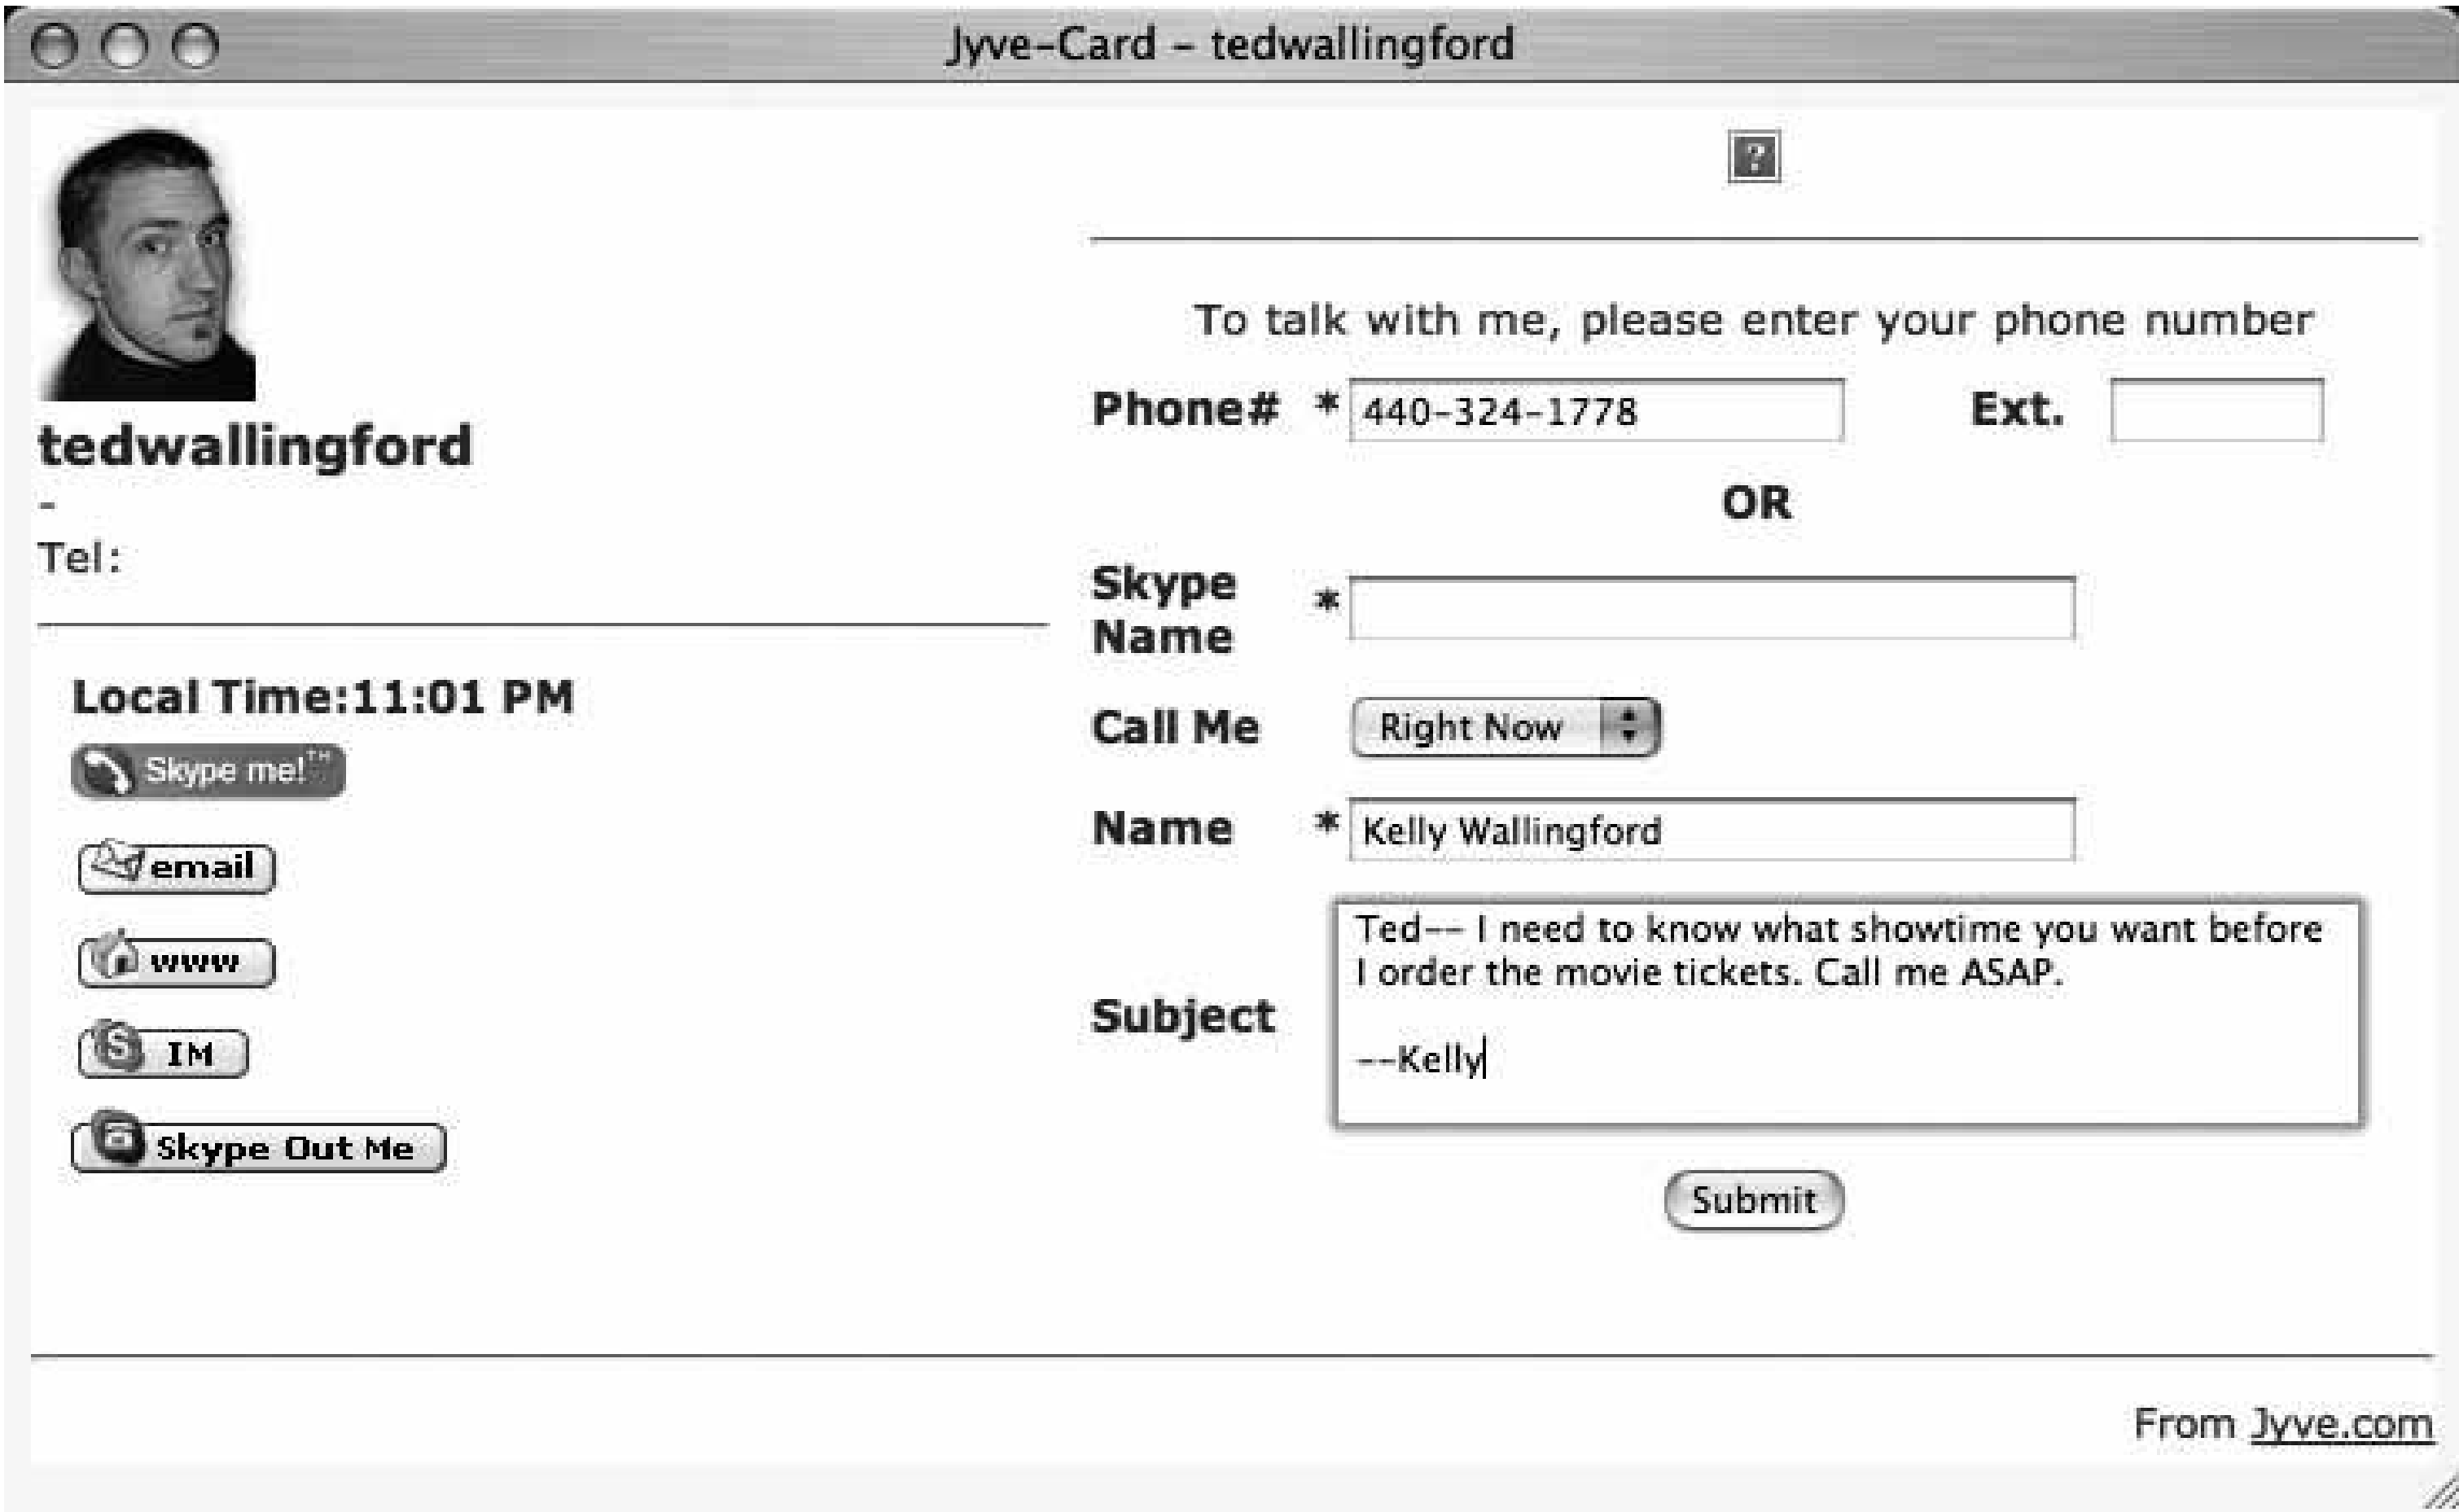 Jyve-Card – tedwallingford
tedwallingford
-
Tel:
Local Time:11:01 PM
Skype me!™
email
www
IM
Skype Out Me
?
To talk with me, please enter your phone number
Phone# * 440-324-1778 Ext.
OR
Skype
Name *
Call Me Right Now
Name * Kelly Wallingford
Subject
Ted-- I need to know what showtime you want before
I order the movie tickets. Call me ASAP.
--Kelly
Submit
From Jyve.com